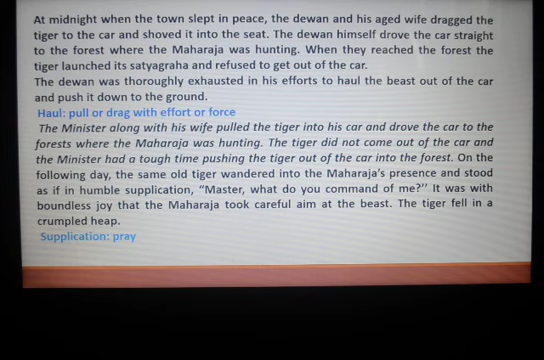 At midnight when the town slept in peace, the dewan and his aged wife dragged the
tiger to the car and shoved it into the seat. The dewan himself drove the car straight
to the forest where the Maharaja was hunting. When they reached the forest the
tiger launched its satyagraha and refused to get out of the car.
The dewan was thoroughly exhausted in his efforts to haul the beast out of the car
and push it down to the ground.
Haul: pull or drag with effort or force
The Minister along with his wife pulled the tiger into his car and drove the car to the
forests where the Maharaja was hunting. The tiger did not come out of the car and
the Minister had a tough time pushing the tiger out of the car into the forest. On the
following day, the same old tiger wandered into the Maharaja's presence and stood
as if in humble supplication, "Master, what do you command of me?" It was with
boundless joy that the Maharaja took careful aim at the beast. The tiger fell in a
crumpled heap.
Supplication: pray